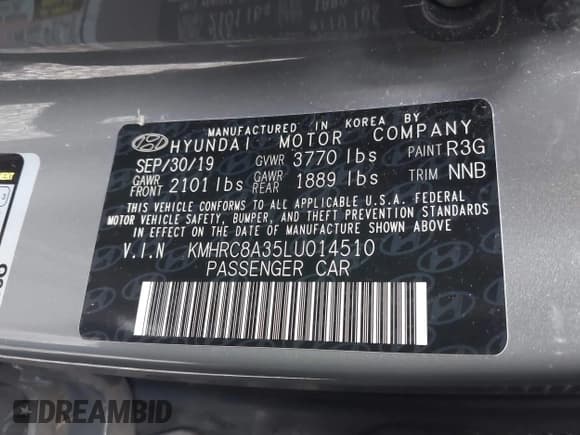 MANUFACTURED IN KOREA BY
HYUNDAI MOTOR COMPANY
SEP/30/19 GVWR 3770 lbs PAINT R3G
GAWR FRONT 2101 lbs GAWR REAR 1889 lbs TRIM NNB
THIS VEHICLE CONFORMS TO ALL APPLICABLE U.S.A. FEDERAL
MOTOR VEHICLE SAFETY, BUMPER, AND THEFT PREVENTION STANDARDS
IN EFFECT ON THE DATE OF MANUFACTURE SHOWN ABOVE.
V.I.N KMHRC8A35LU014510
PASSENGER CAR
DREAMBID